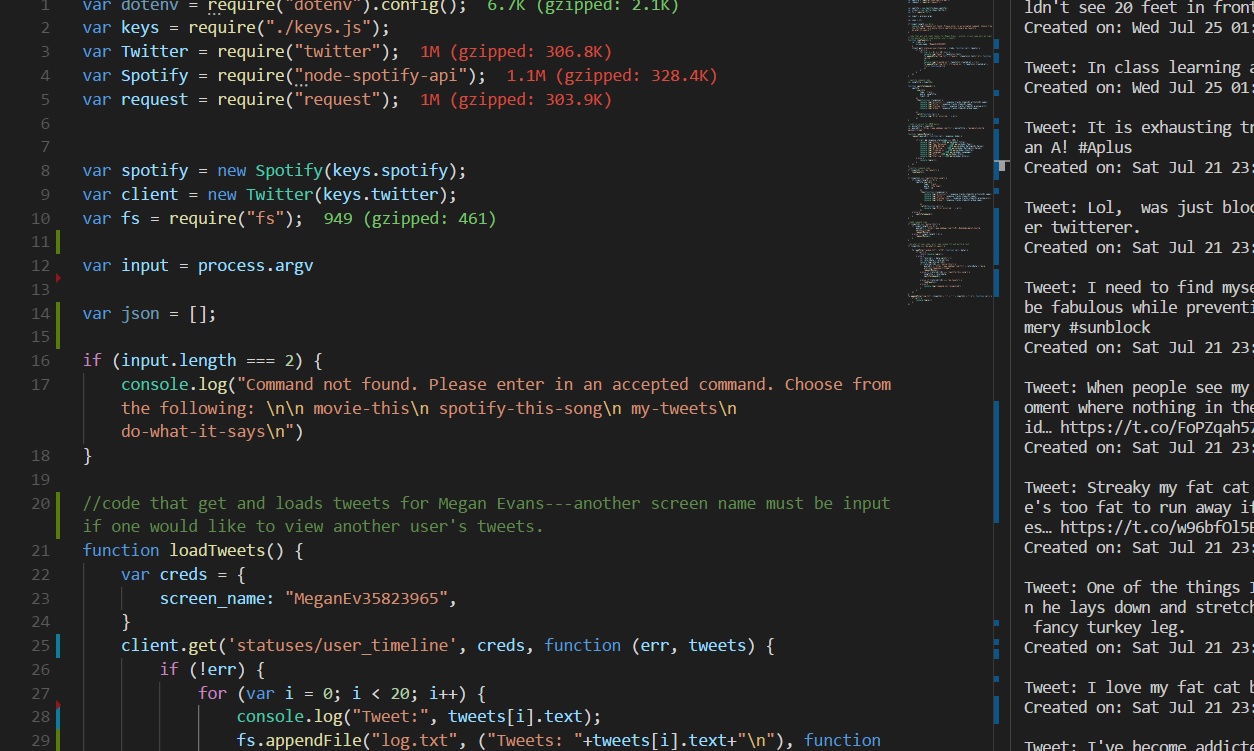 1 var dotenv = require("dotenv").config(); 6.7K (gzipped: 2.1K)
2 var keys = require("./keys.js");
3 var Twitter = require("twitter"); 1M (gzipped: 306.8K)
4 var Spotify = require("node-spotify-api"); 1.1M (gzipped: 328.4K)
5 var request = require("request"); 1M (gzipped: 303.9K)
6
7
8 var spotify = new Spotify(keys.spotify);
9 var client = new Twitter(keys.twitter);
10 var fs = require("fs"); 949 (gzipped: 461)
11
12 var input = process.argv
13
14 var json = [];
15
16 if (input.length === 2) {
17 console.log("Command not found. Please enter in an accepted command. Choose from
the following: \n\n movie-this\n spotify-this-song\n my-tweets\n
do-what-it-says\n")
18 }
19
20 //code that get and loads tweets for Megan Evans---another screen name must be input
if one would like to view another user's tweets.
21 function loadTweets() {
22 var creds = {
23 screen_name: "MeganEv35823965",
24 }
25 client.get('statuses/user_timeline', creds, function (err, tweets) {
26 if (!err) {
27 for (var i = 0; i < 20; i++) {
28 console.log("Tweet:", tweets[i].text);
29 fs.appendFile("log.txt", ("Tweets: "+tweets[i].text+"\n"), function
ldn't see 20 feet in front
Created on: Wed Jul 25 01:
Tweet: In class learning a
Created on: Wed Jul 25 01:
Tweet: It is exhausting tr
an A! #Aplus
Created on: Sat Jul 21 23:
Tweet: Lol, was just bloc
er twitterer.
Created on: Sat Jul 21 23:
Tweet: I need to find myse
be fabulous while preventi
mery #sunblock
Created on: Sat Jul 21 23:
Tweet: When people see my
oment where nothing in the
id… https://t.co/FoPZqah57
Created on: Sat Jul 21 23:
Tweet: Streaky my fat cat
e's too fat to run away if
es… https://t.co/w96bfOl5E
Created on: Sat Jul 21 23:
Tweet: One of the things I
n he lays down and stretch
fancy turkey leg.
Created on: Sat Jul 21 23:
Tweet: I love my fat cat b
Created on: Sat Jul 21 23:
Tweet: I've become addicte